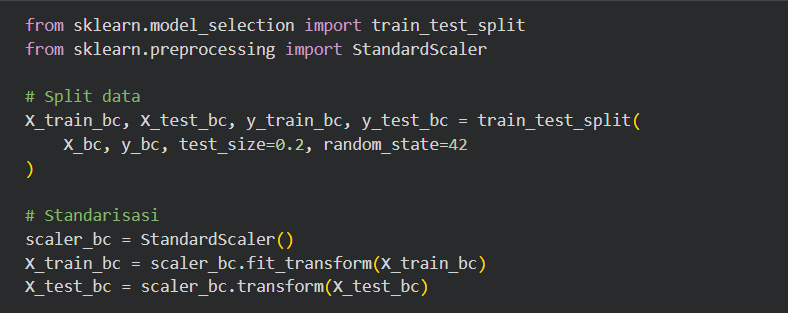 from sklearn.model_selection import train_test_split
from sklearn.preprocessing import StandardScaler
# Split data
X_train_bc, X_test_bc, y_train_bc, y_test_bc = train_test_split(
    X_bc, y_bc, test_size=0.2, random_state=42
)
# Standarisasi
scaler_bc = StandardScaler()
X_train_bc = scaler_bc.fit_transform(X_train_bc)
X_test_bc = scaler_bc.transform(X_test_bc)